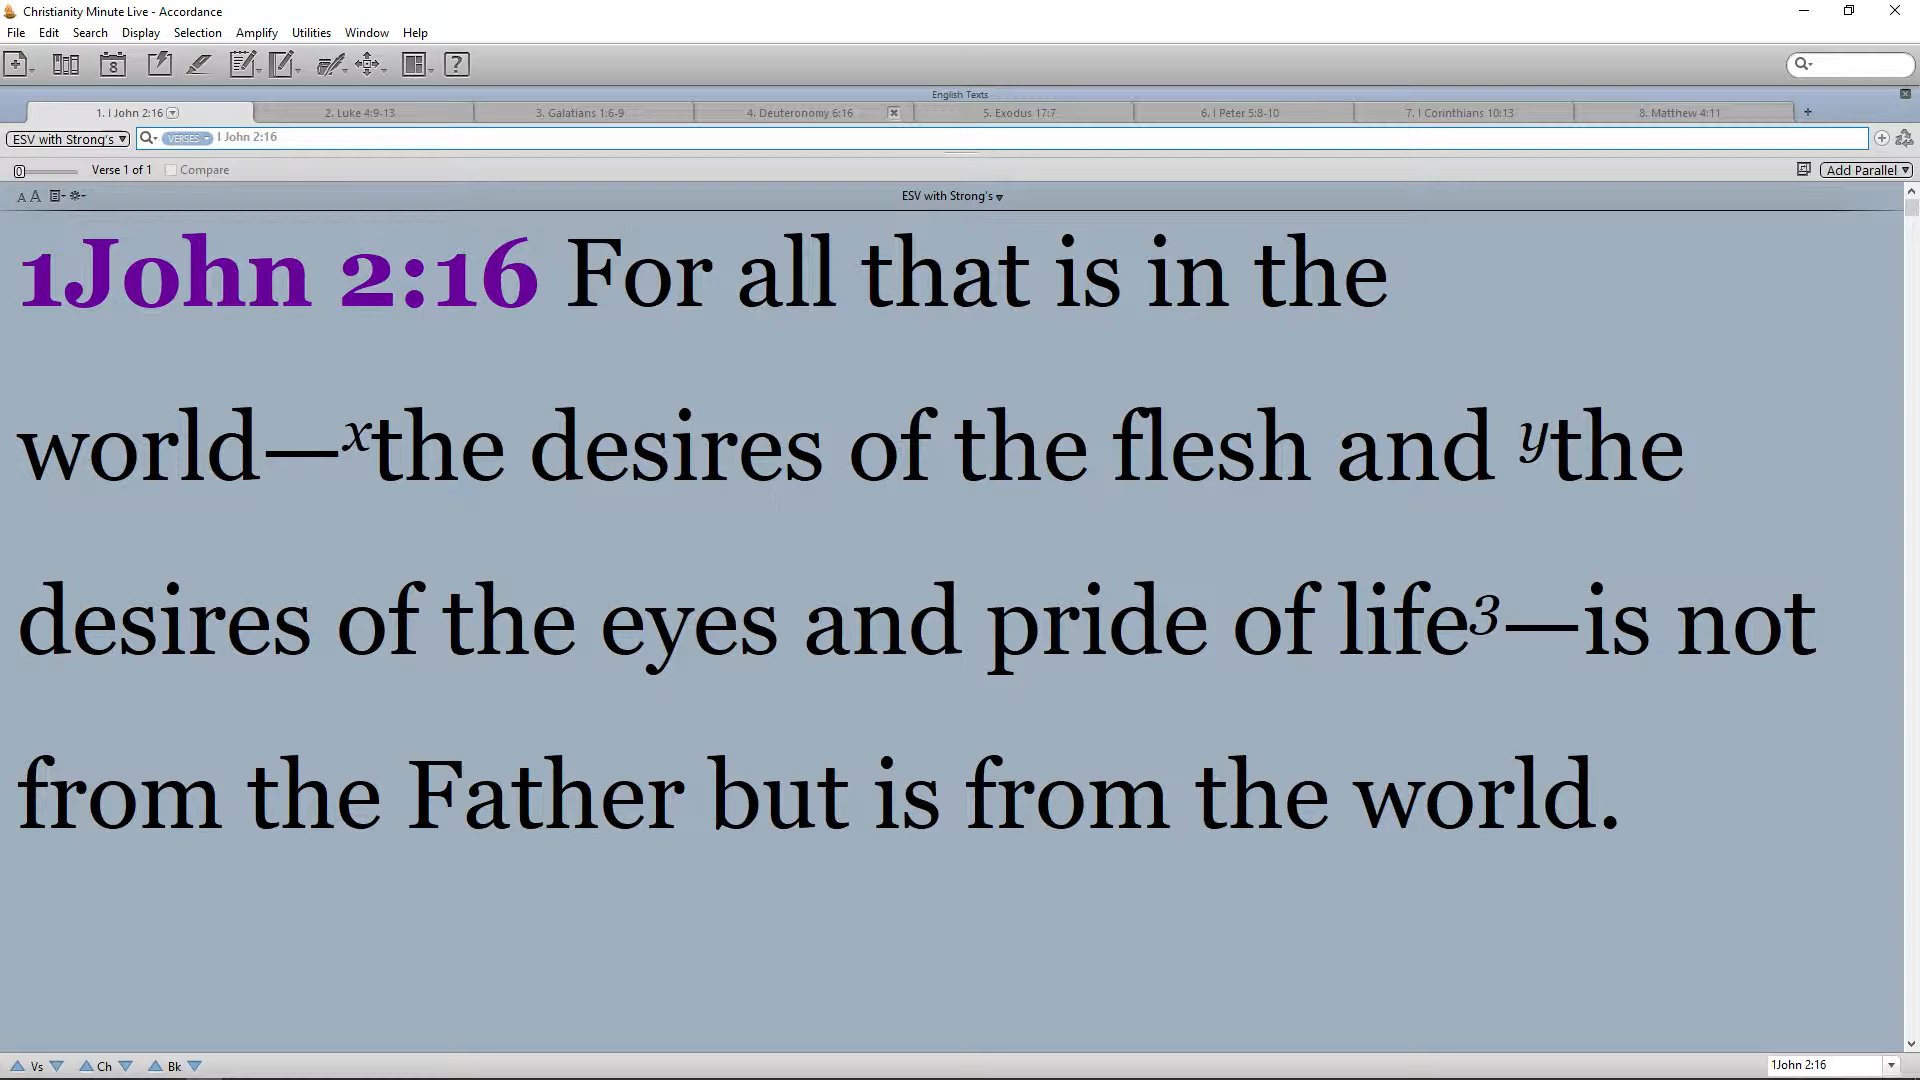 Christianity Minute Live - Accordance
File Edit Search Display Selection Amplify Utilities Window Help
8
English Texts
1. I John 2:16 2. Luke 4:9-13 3. Galatians 1:6-9 4. Deuteronomy 6:16 5. Exodus 17:7 6. I Peter 5:8-10 7. I Corinthians 10:13 8. Matthew 4:11
ESV with Strong's VERSES I John 2:16
0 Verse 1 of 1 Compare Add Parallel
A A ESV with Strong's
1John 2:16 For all that is in the
world—xthe desires of the flesh and ythe
desires of the eyes and pride of life3—is not
from the Father but is from the world.
Vs Ch Bk 1John 2:16